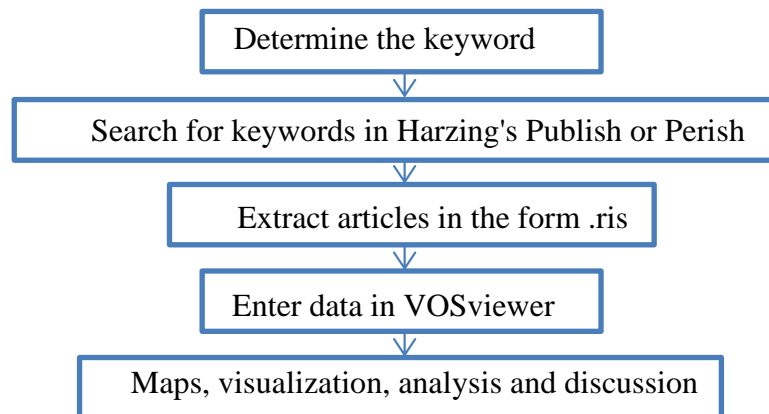 Determine the keyword
Search for keywords in Harzing's Publish or Perish
Extract articles in the form .ris
Enter data in VOSviewer
Maps, visualization, analysis and discussion